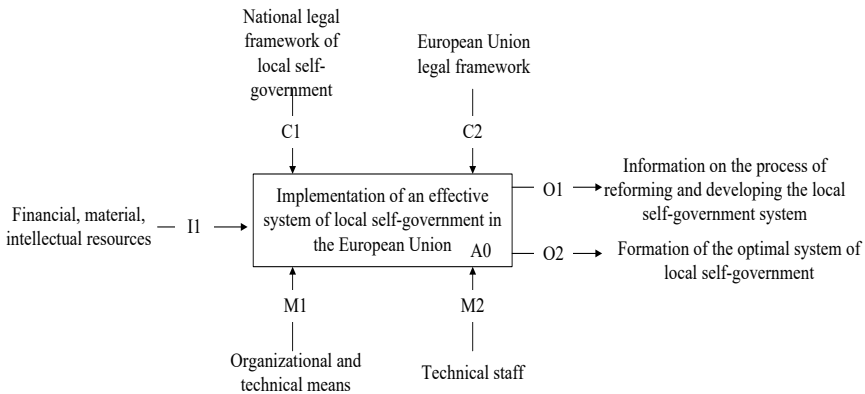 National legal
framework of
local self-
government
European Union
legal framework
C1
C2
Financial, material,
intellectual resources
I1
Implementation of an effective
system of local self-government in
the European Union
A0
O1
Information on the process of
reforming and developing the local
self-government system
O2
Formation of the optimal system of
local self-government
M1
M2
Organizational and
technical means
Technical staff